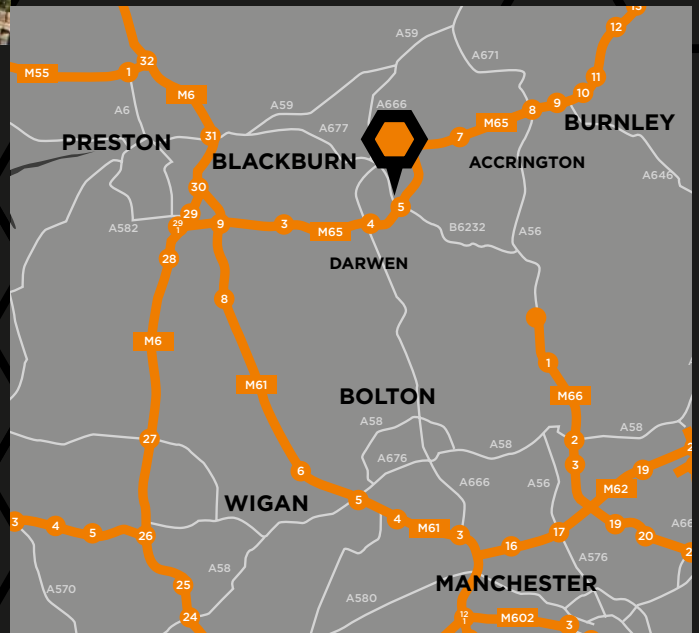 13
12
A59
A671
32
M55
1
11
M6
10
9
A59
A666
8
A6
M65
BURNLEY
A677
31
7
PRESTON
BLACKBURN
ACCRINGTON
A646
30
5
29
29
1
9
3
M65
4
B6232
A56
A582
28
DARWEN
8
M6
1
M61
BOLTON
M66
A58
A58
27
A58
2
A676
3
6
19
A666
A56
M62
WIGAN
5
3
4
5
4
M61
19
26
3
17
20
16
A576
A58
MANCHESTER
25
A570
A580
24
12
1
M602
3